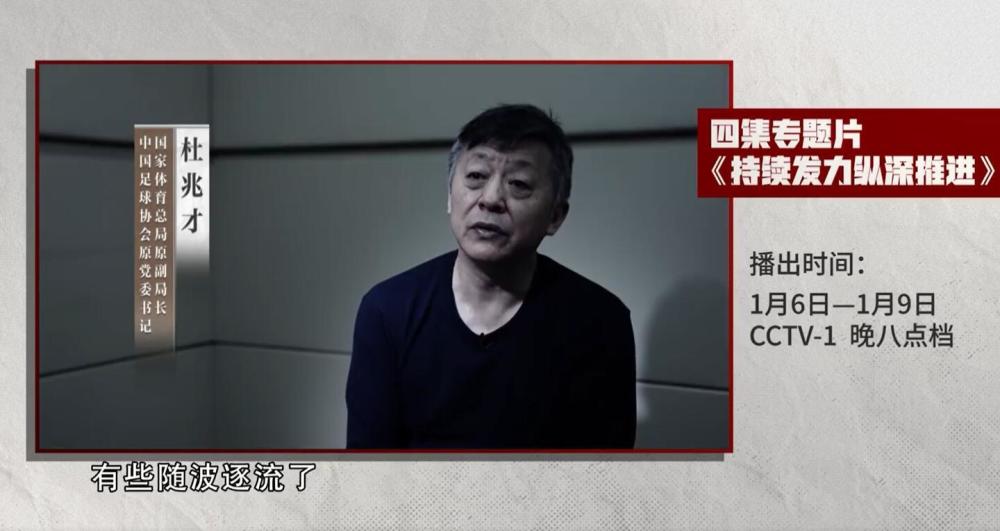 杜兆才
国家体育总局原副局长
中国足球协会原党委书记
四集专题片
《持续发力纵深推进》
播出时间：
1月6日—1月9日
CCTV-1 晚八点档
有些随波逐流了